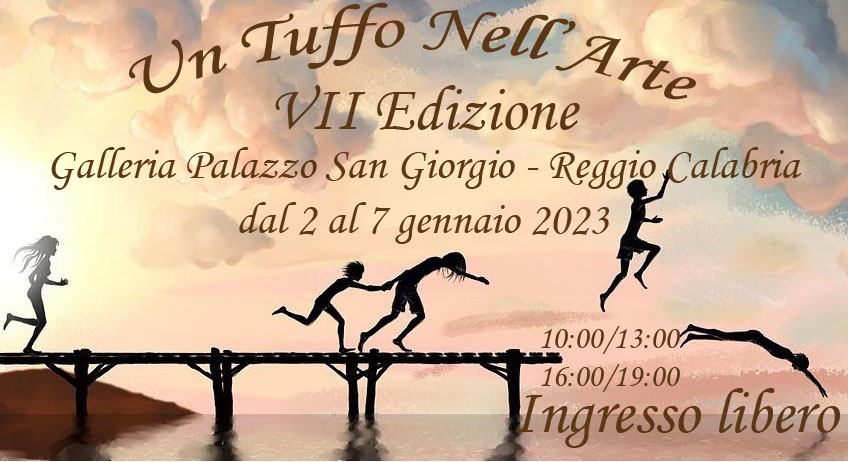 Un Tuffo Nell'Arte
VII Edizione
Galleria Palazzo San Giorgio - Reggio Calabria
dal 2 al 7 gennaio 2023
10:00/13:00
16:00/19:00
Ingresso libero